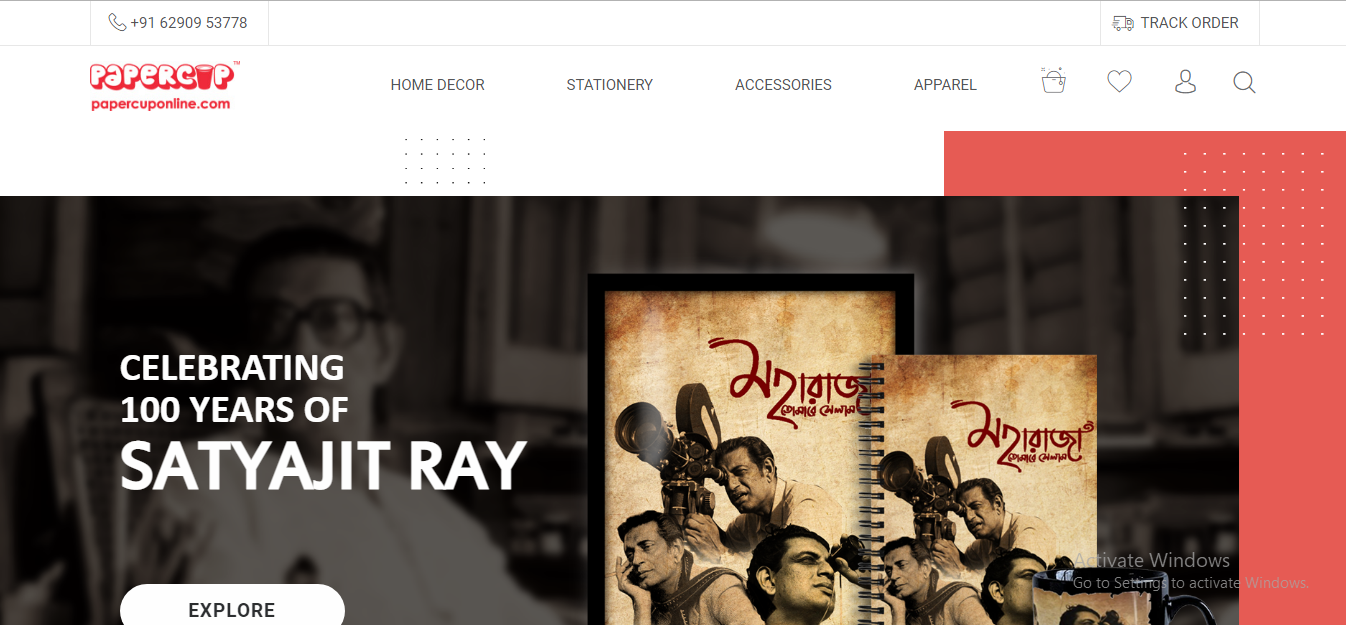 +91 62909 53778
TRACK ORDER
PAPERCUP™
papercuponline.com
HOME DECOR
STATIONERY
ACCESSORIES
APPAREL
CELEBRATING
100 YEARS OF
SATYAJIT RAY
EXPLORE
মহারাজা
তোমারে সেলাম
মহারাজা
তোমারে সেলাম
Activate Windows
Go to Settings to activate Windows.